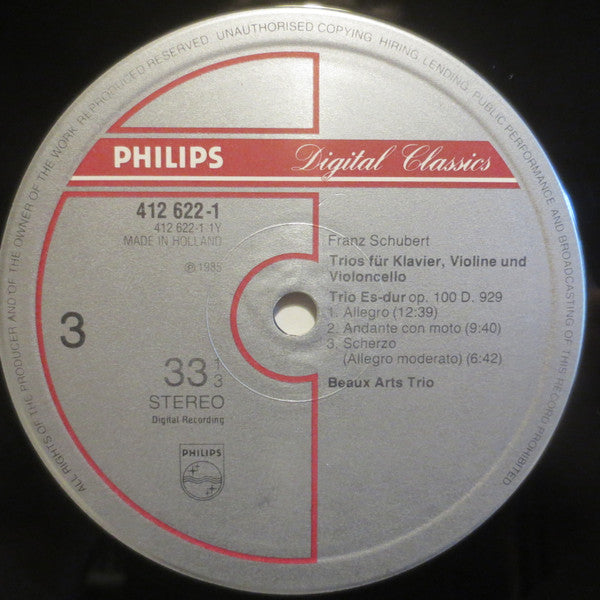 ALL RIGHTS OF THE PRODUCER AND OF THE OWNER OF THE WORK REPRODUCED RESERVED. UNAUTHORISED COPYING. HIRING. LENDING. PUBLIC PERFORMANCE AND BROADCASTING OF THIS RECORD PROHIBITED
PHILIPS
Digital Classics
412 622-1
412 622-1 1Y
MADE IN HOLLAND
℗ 1985
3
33 1/3
STEREO
Digital Recording
PHILIPS
Franz Schubert
Trios für Klavier, Violine und
Violoncello
Trio Es-dur op. 100 D. 929
1. Allegro (12:39)
2. Andante con moto (9:40)
3. Scherzo
(Allegro moderato) (6:42)
Beaux Arts Trio